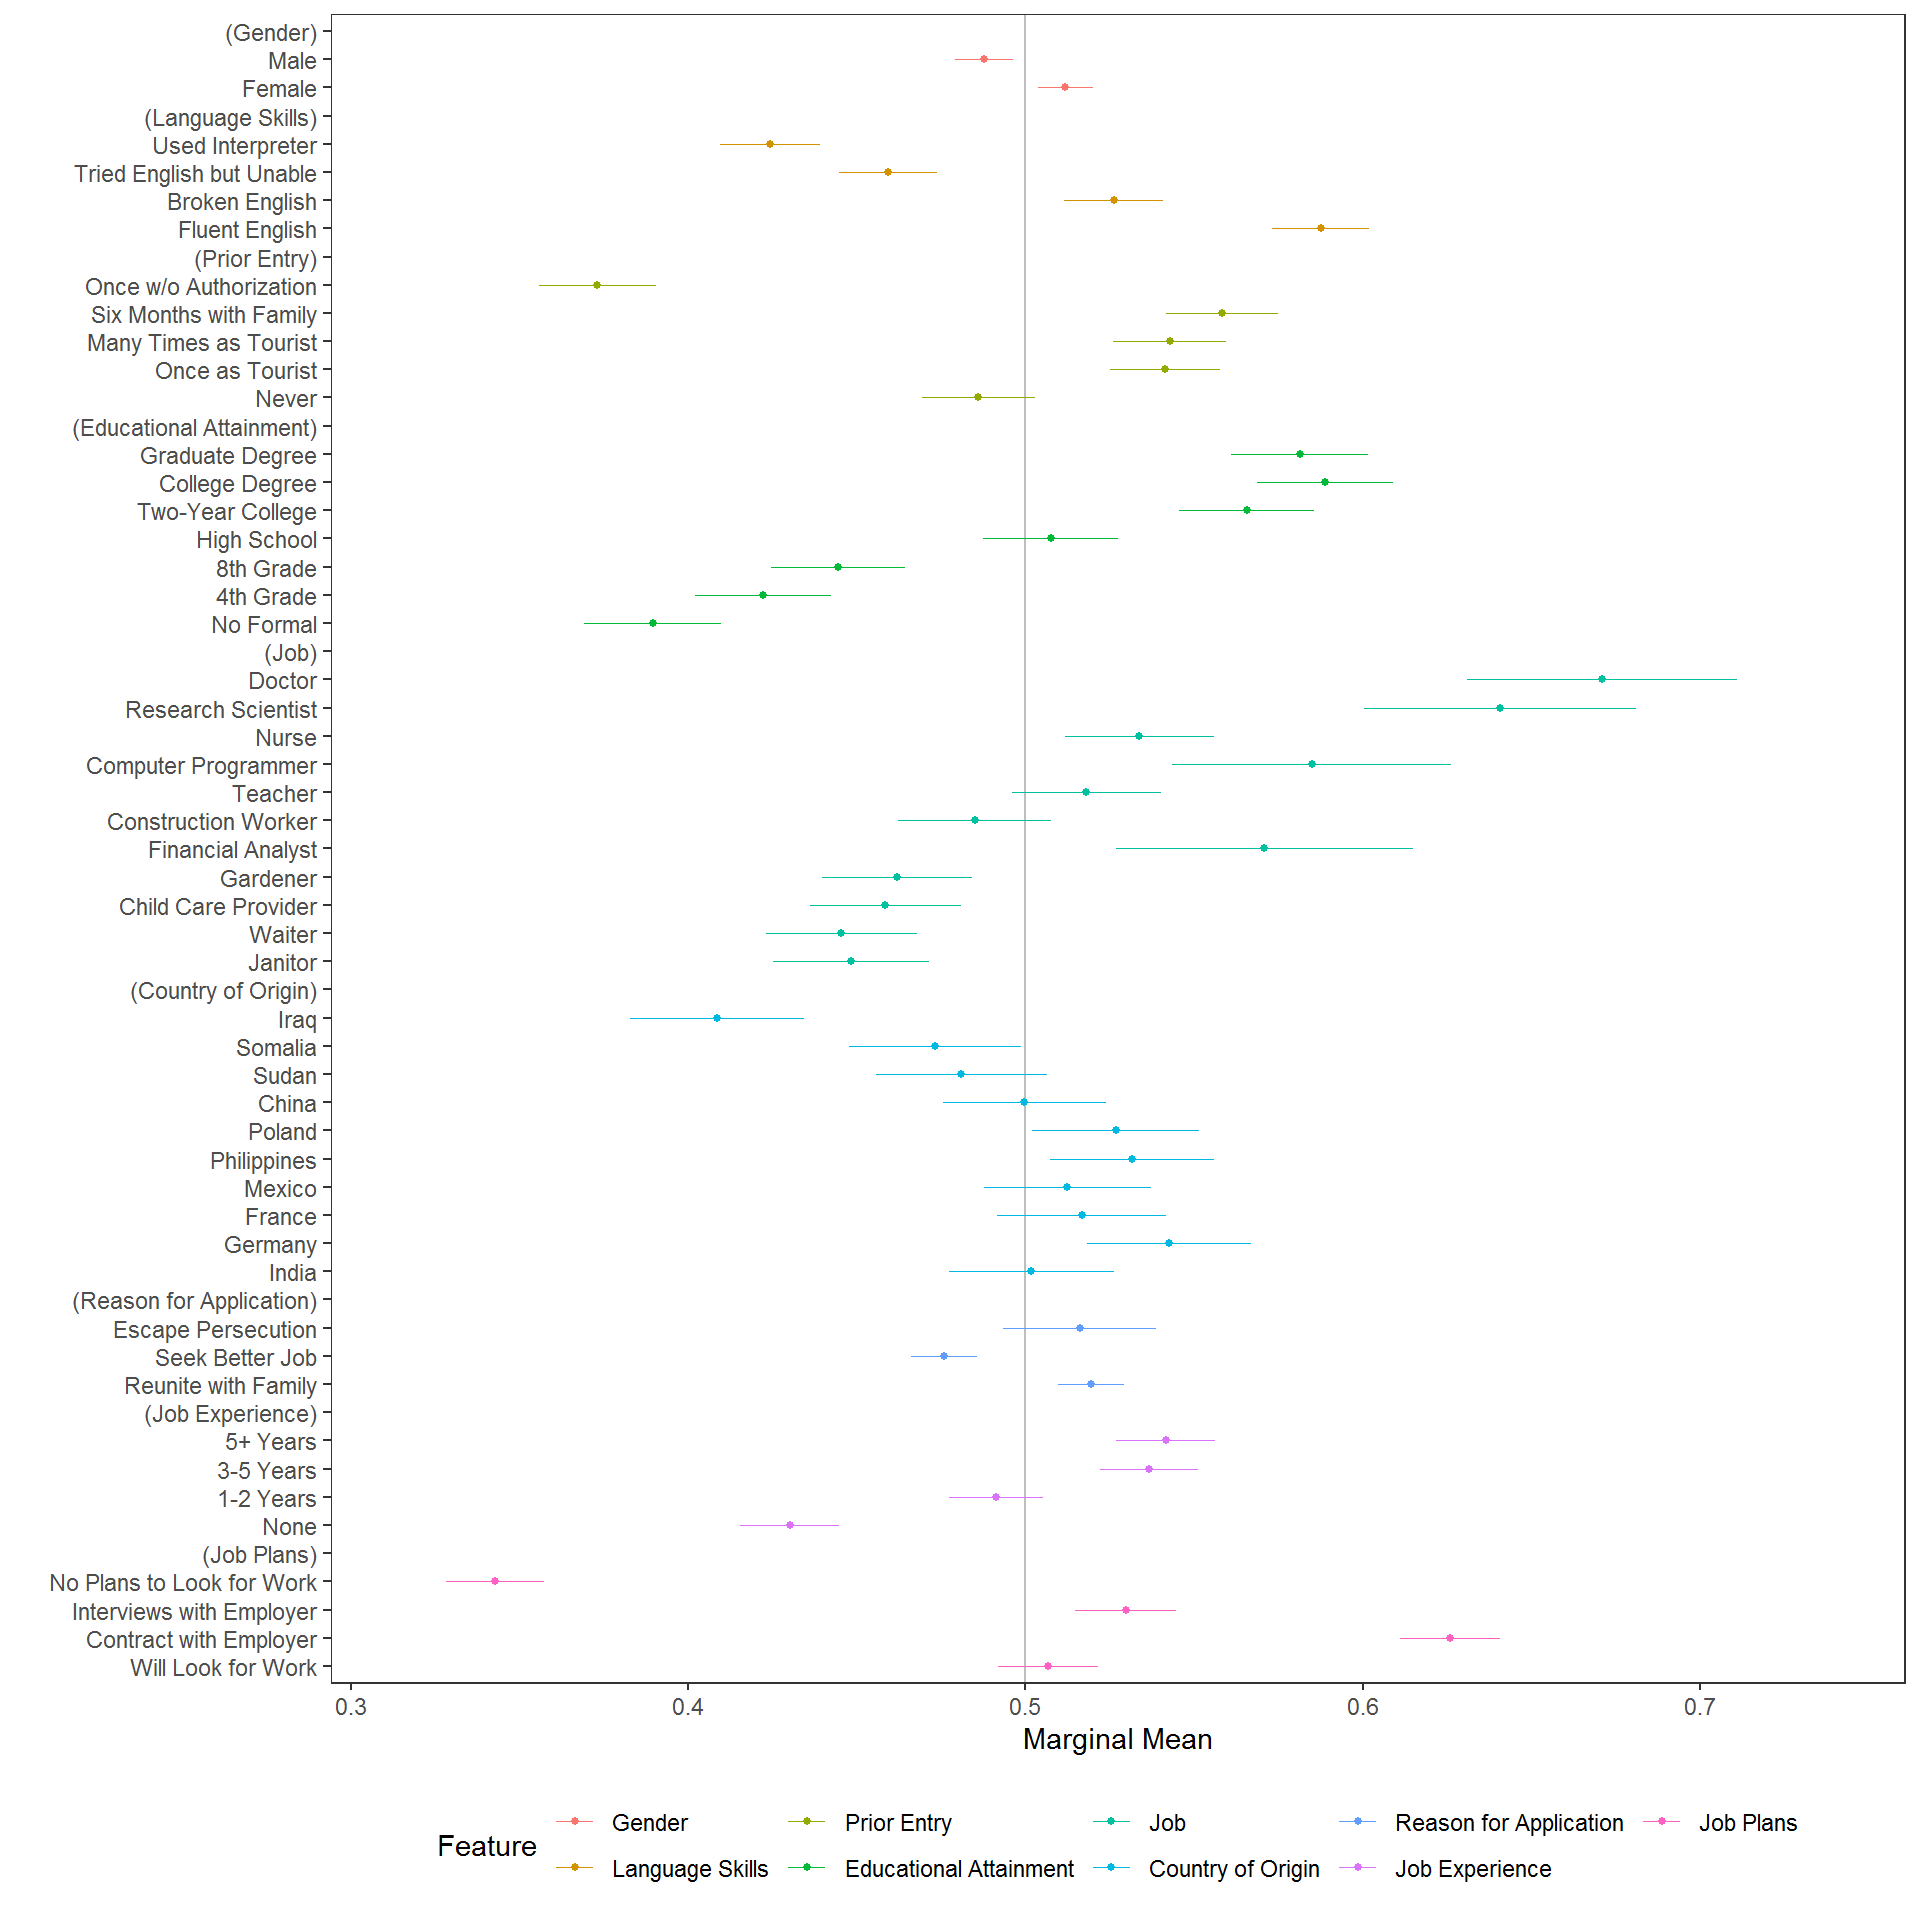 (Gender)
Male
Female
(Language Skills)
Used Interpreter
Tried English but Unable
Broken English
Fluent English
(Prior Entry)
Once w/o Authorization
Six Months with Family
Many Times as Tourist
Once as Tourist
Never
(Educational Attainment)
Graduate Degree
College Degree
Two-Year College
High School
8th Grade
4th Grade
No Formal
(Job)
Doctor
Research Scientist
Nurse
Computer Programmer
Teacher
Construction Worker
Financial Analyst
Gardener
Child Care Provider
Waiter
Janitor
(Country of Origin)
Iraq
Somalia
Sudan
China
Poland
Philippines
Mexico
France
Germany
India
(Reason for Application)
Escape Persecution
Seek Better Job
Reunite with Family
(Job Experience)
5+ Years
3-5 Years
1-2 Years
None
(Job Plans)
No Plans to Look for Work
Interviews with Employer
Contract with Employer
Will Look for Work
0.3 0.4 0.5 0.6 0.7
Marginal Mean
Feature
Gender Prior Entry Job Reason for Application Job Plans
Language Skills Educational Attainment Country of Origin Job Experience